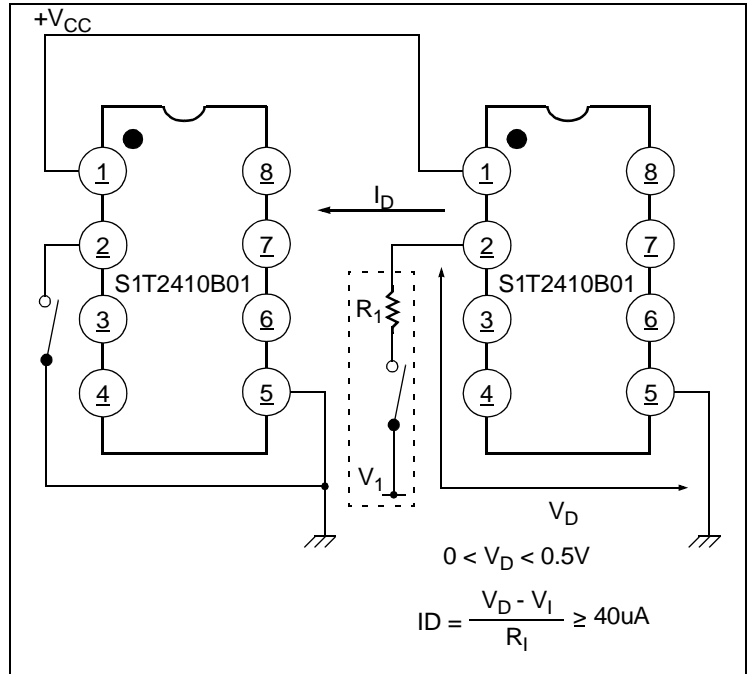 +VCC
1 8 1 8
ID
2 7 2 7
S1T2410B01 S1T2410B01
R1
3 6 3 6
4 5 4 5
V1
VD
0 < VD < 0.5V
ID = VD - VI / RI ≥ 40uA